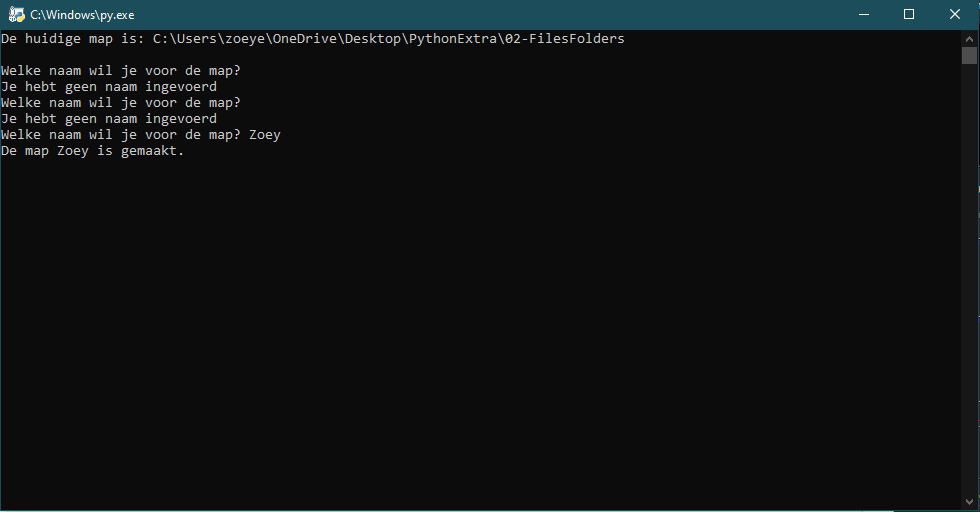 C:\Windows\py.exe
De huidige map is: C:\Users\zoeye\OneDrive\Desktop\PythonExtra\02-FilesFolders
Welke naam wil je voor de map?
Je hebt geen naam ingevoerd
Welke naam wil je voor de map?
Je hebt geen naam ingevoerd
Welke naam wil je voor de map? Zoey
De map Zoey is gemaakt.